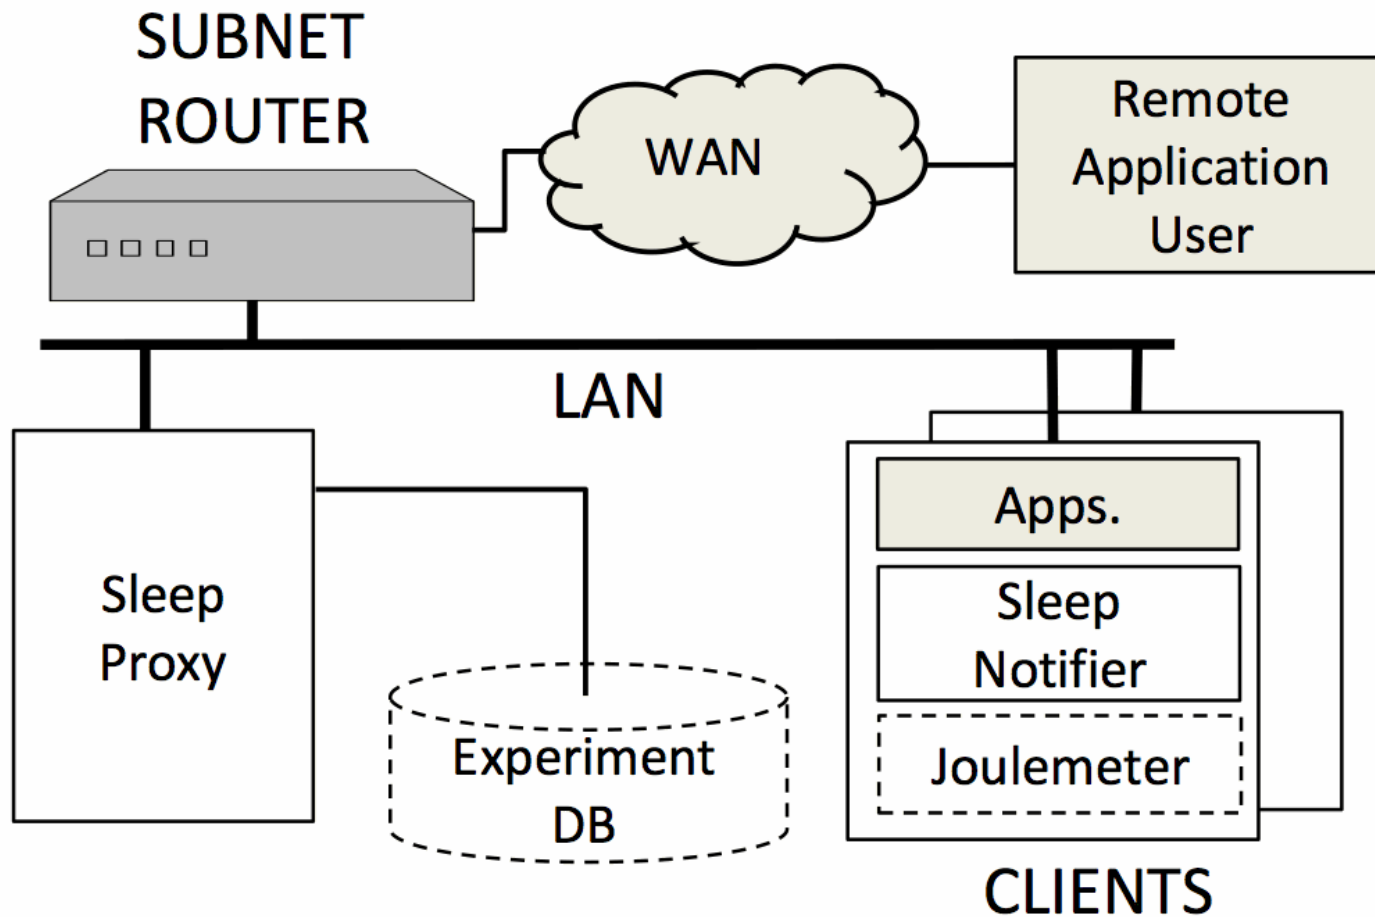 SUBNET
ROUTER
WAN
Remote
Application
User
LAN
Sleep
Proxy
Experiment
DB
Apps.
Sleep
Notifier
Joulemeter
CLIENTS